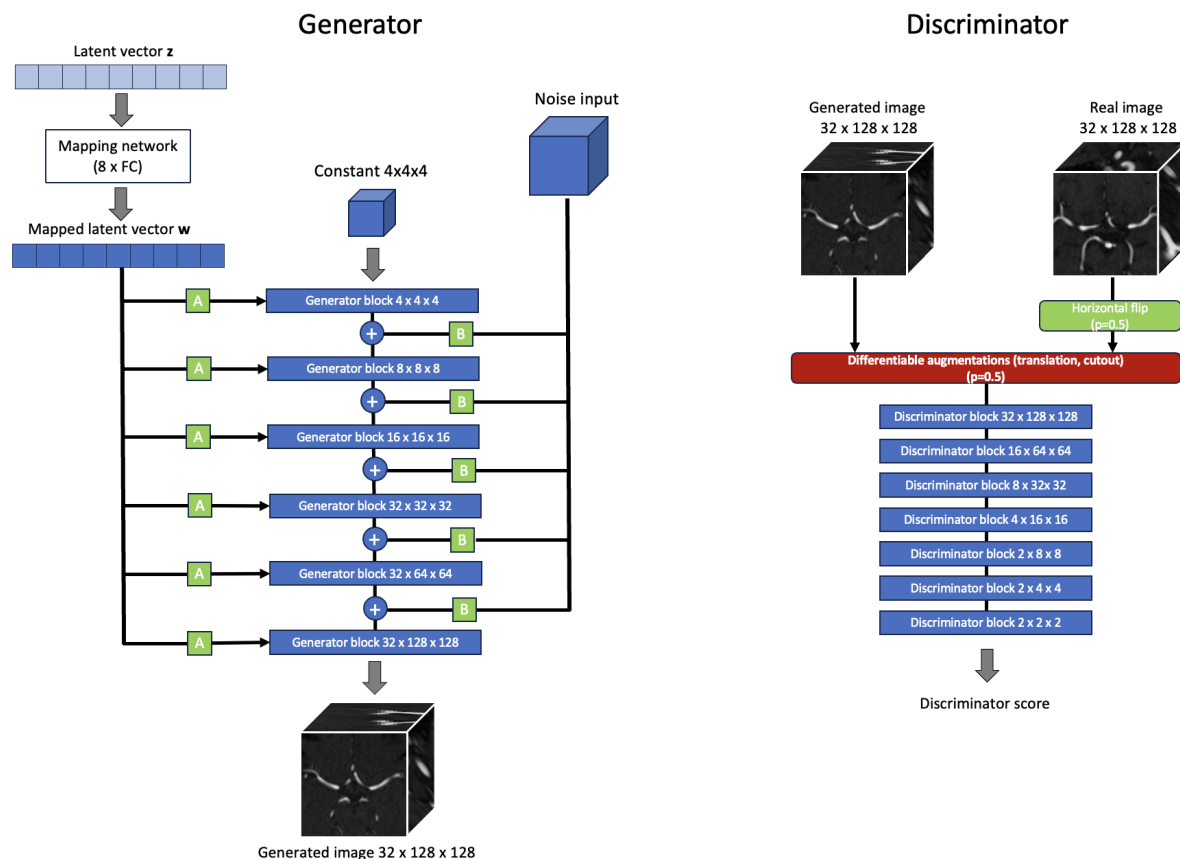 Generator
Latent vector z
Mapping network
(8 x FC)
Mapped latent vector w
Constant 4x4x4
Noise input
A
Generator block 4 x 4 x 4
+
B
A
Generator block 8 x 8 x 8
+
B
A
Generator block 16 x 16 x 16
+
B
A
Generator block 32 x 32 x 32
+
B
A
Generator block 32 x 64 x 64
+
B
A
Generator block 32 x 128 x 128
Generated image 32 x 128 x 128
Discriminator
Generated image
32 x 128 x 128
Real image
32 x 128 x 128
Horizontal flip
(p=0.5)
Differentiable augmentations (translation, cutout)
(p=0.5)
Discriminator block 32 x 128 x 128
Discriminator block 16 x 64 x 64
Discriminator block 8 x 32x 32
Discriminator block 4 x 16 x 16
Discriminator block 2 x 8 x 8
Discriminator block 2 x 4 x 4
Discriminator block 2 x 2 x 2
Discriminator score